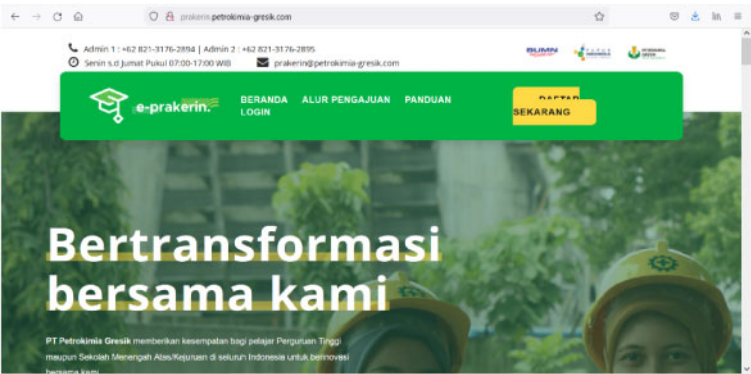 prakerin.petrokimia-gresik.com
Admin 1 : +62 821-3176-2894 | Admin 2 : +62 821-3176-2895
BUMN
Senin s.d Jumat Pukul 07:00-17:00 WIB prakerin@petrokimia-gresik.com
e-prakerin.
BERANDA ALUR PENGAJUAN PANDUAN
LOGIN
DAFTAR
SEKARANG
Bertransformasi
bersama kami
PT Petrokimia Gresik memberikan kesempatan bagi pelajar Perguruan Tinggi
maupun Sekolah Menengah Atas/Kejuruan di seluruh Indonesia untuk berinovasi
bersama kami